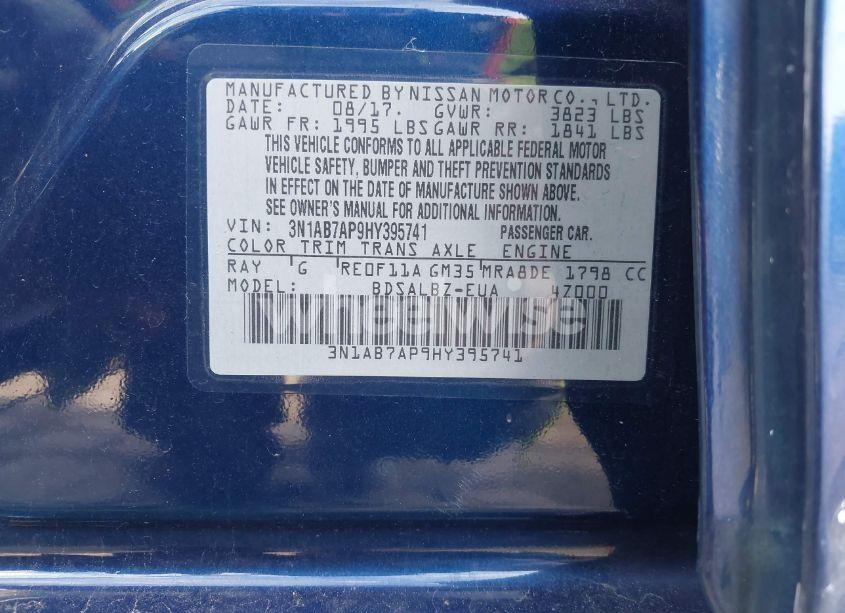 MANUFACTURED BY NISSAN MOTOR CO., LTD.
DATE: 08/17. GVWR: 3823 LBS
GAWR FR: 1995 LBS GAWR RR: 1841 LBS
THIS VEHICLE CONFORMS TO ALL APPLICABLE FEDERAL MOTOR
VEHICLE SAFETY, BUMPER AND THEFT PREVENTION STANDARDS
IN EFFECT ON THE DATE OF MANUFACTURE SHOWN ABOVE.
SEE OWNER'S MANUAL FOR ADDITIONAL INFORMATION.
VIN: 3N1AB7AP9HY395741 PASSENGER CAR.
COLOR TRIM TRANS AXLE ENGINE
RAY G RE0F11A GM35 MRA8DE 1798 CC
MODEL: BDSALBZ-EUA 4Z000
wheelwise
3N1AB7AP9HY395741